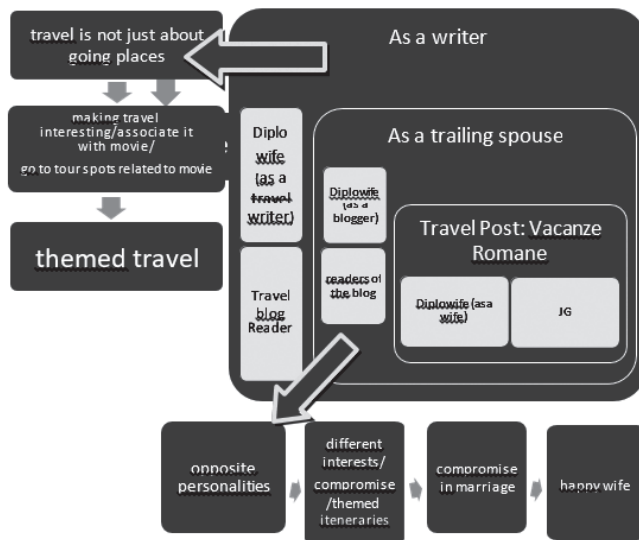 travel is not just about
going places
making travel
interesting/associate it
with movie/
go to tour spots related to movie
themed travel
As a writer
Diplo
wife
(as a
travel
writer)
Travel
blog
Reader
As a trailing spouse
Diplowife
(as a
blogger)
readers of
the blog
Travel Post: Vacanze
Romane
Diplowife (asa
wife)
JG
opposite
personalities
different
interests/
compromise
/themed
iteneraries
compromise
in marriage
happy wife